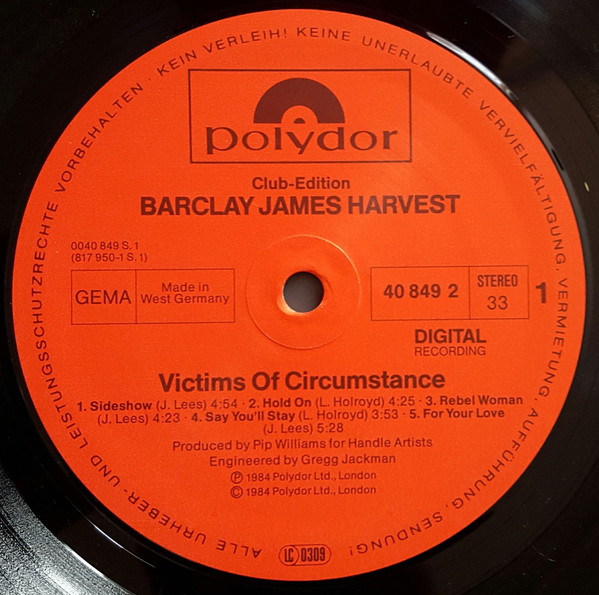 ALLE URHEBER- UND LEISTUNGSSCHUTZRECHTE VORBEHALTEN · KEIN VERLEIH! KEINE UNERLAUBTE VERVIELFÄLTIGUNG, VERMIETUNG, AUFFÜHRUNG, SENDUNG!
polydor
Club-Edition
BARCLAY JAMES HARVEST
0040 849 S. 1
(817 950-1 S. 1)
GEMA
Made in
West Germany
40 849 2
STEREO
33
1
DIGITAL
RECORDING
Victims Of Circumstance
1. Sideshow (J. Lees) 4:54 · 2. Hold On (L. Holroyd) 4:25 · 3. Rebel Woman
(J. Lees) 4:23 · 4. Say You'll Stay (L. Holroyd) 3:53 · 5. For Your Love
(J. Lees) 5:28
Produced by Pip Williams for Handle Artists
Engineered by Gregg Jackman
Ⓟ 1984 Polydor Ltd., London
© 1984 Polydor Ltd., London
LC 0309